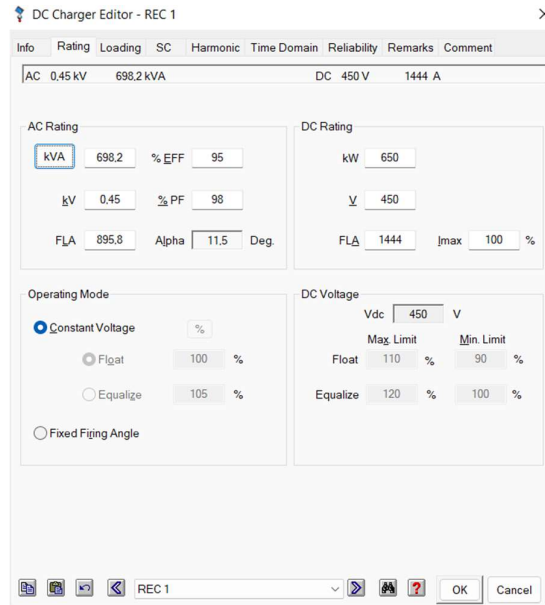 DC Charger Editor - REC 1
Info Rating Loading SC Harmonic Time Domain Reliability Remarks Comment
AC 0,45 kV 698,2 kVA DC 450 V 1444 A
AC Rating DC Rating
kVA 698,2 % EFF 95 kW 650
kV 0,45 % PF 98 V 450
FLA 895,8 Alpha 11,5 Deg. FLA 1444 Imax 100 %
Operating Mode DC Voltage
Vdc 450 V
Constant Voltage %
Max. Limit Min. Limit
Float 100 % Float 110 % 90 %
Equalize 105 % Equalize 120 % 100 %
Fixed Firing Angle
REC 1 ? OK Cancel